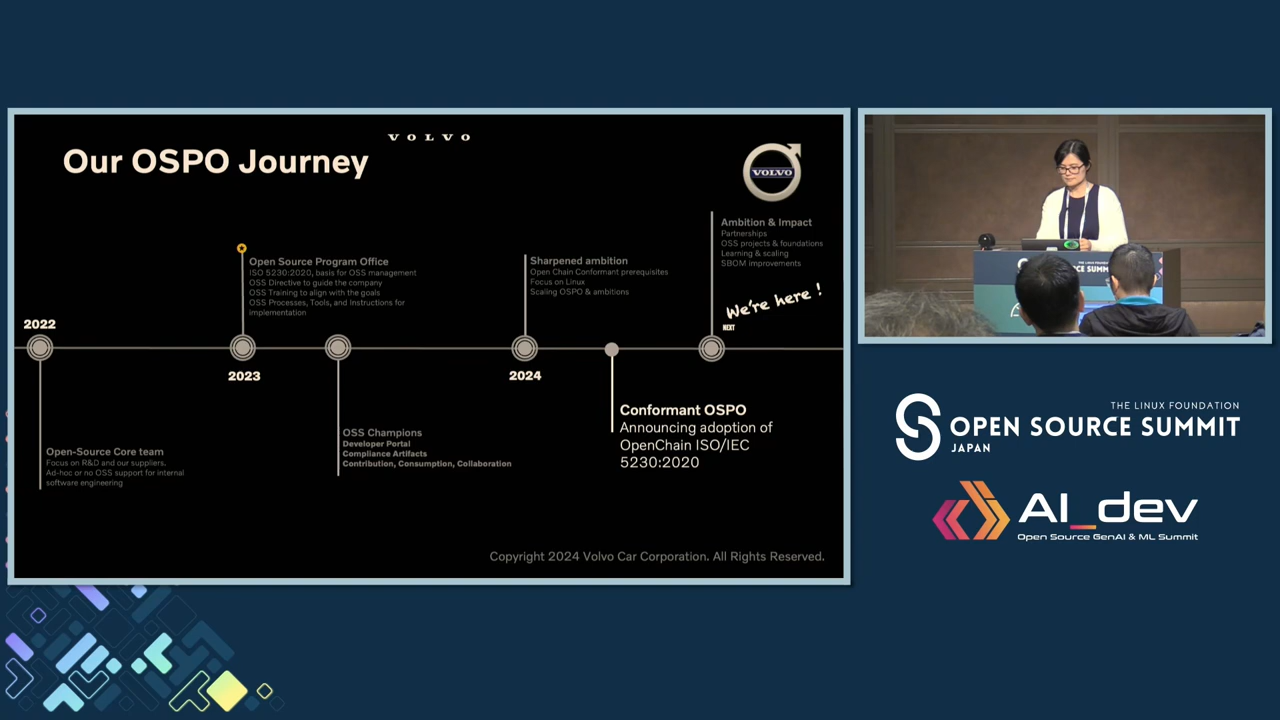 VOLVO
Our OSPO Journey
VOLVO
Ambition & Impact
Partnerships
OSS projects & foundations
Learning & scaling
SBOM improvements
Open Source Program Office
ISO 5230:2020, basis for OSS management
OSS Directive to guide the company
OSS Training to align with the goals
OSS Processes, Tools, and Instructions for
implementation
Sharpened ambition
Open Chain Conformant prerequisites
Focus on Linux
Scaling OSPO & ambitions
We're here !
NEXT
2022
2023
2024
Conformant OSPO
Announcing adoption of
OpenChain ISO/IEC
5230:2020
OSS Champions
Developer Portal
Compliance Artifacts
Contribution, Consumption, Collaboration
Open-Source Core team
Focus on R&D and our suppliers.
Ad-hoc or no OSS support for internal
software engineering
Copyright 2024 Volvo Car Corporation. All Rights Reserved.
THE LINUX FOUNDATION
OPEN SOURCE SUMMIT
JAPAN
AI_dev
Open Source GenAI & ML Summit